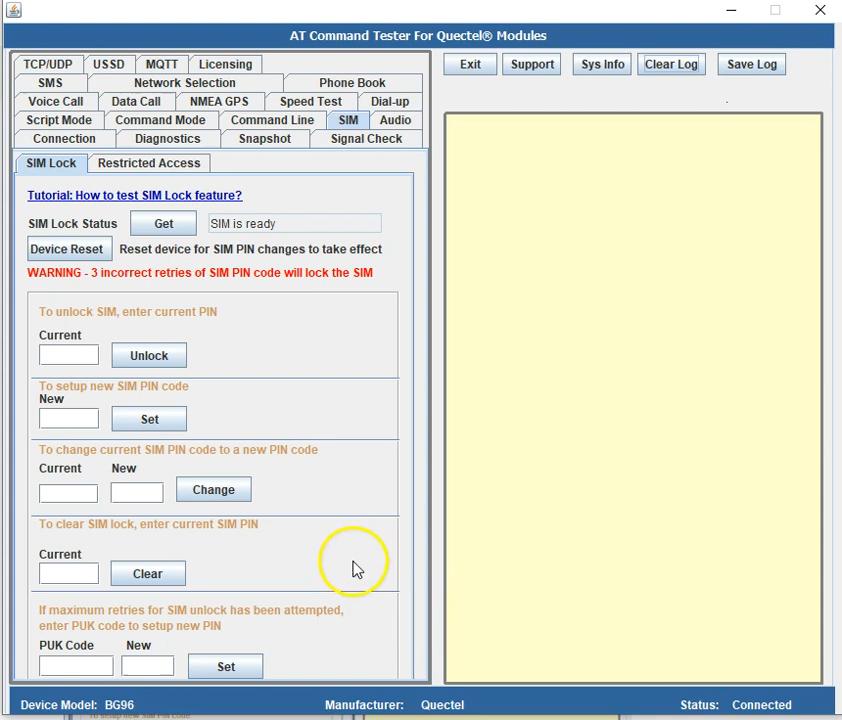 AT Command Tester For Quectel® Modules
TCP/UDP USSD MQTT Licensing
SMS Network Selection Phone Book
Voice Call Data Call NMEA GPS Speed Test Dial-up
Script Mode Command Mode Command Line SIM Audio
Connection Diagnostics Snapshot Signal Check
Exit Support Sys Info Clear Log Save Log
SIM Lock Restricted Access
Tutorial: How to test SIM Lock feature?
SIM Lock Status Get SIM is ready
Device Reset Reset device for SIM PIN changes to take effect
WARNING - 3 incorrect retries of SIM PIN code will lock the SIM
To unlock SIM, enter current PIN
Current
Unlock
To setup new SIM PIN code
New
Set
To change current SIM PIN code to a new PIN code
Current New
Change
To clear SIM lock, enter current SIM PIN
Current
Clear
If maximum retries for SIM unlock has been attempted,
enter PUK code to setup new PIN
PUK Code New
Set
Device Model: BG96 Manufacturer: Quectel Status: Connected
To setup new SIM PIN code